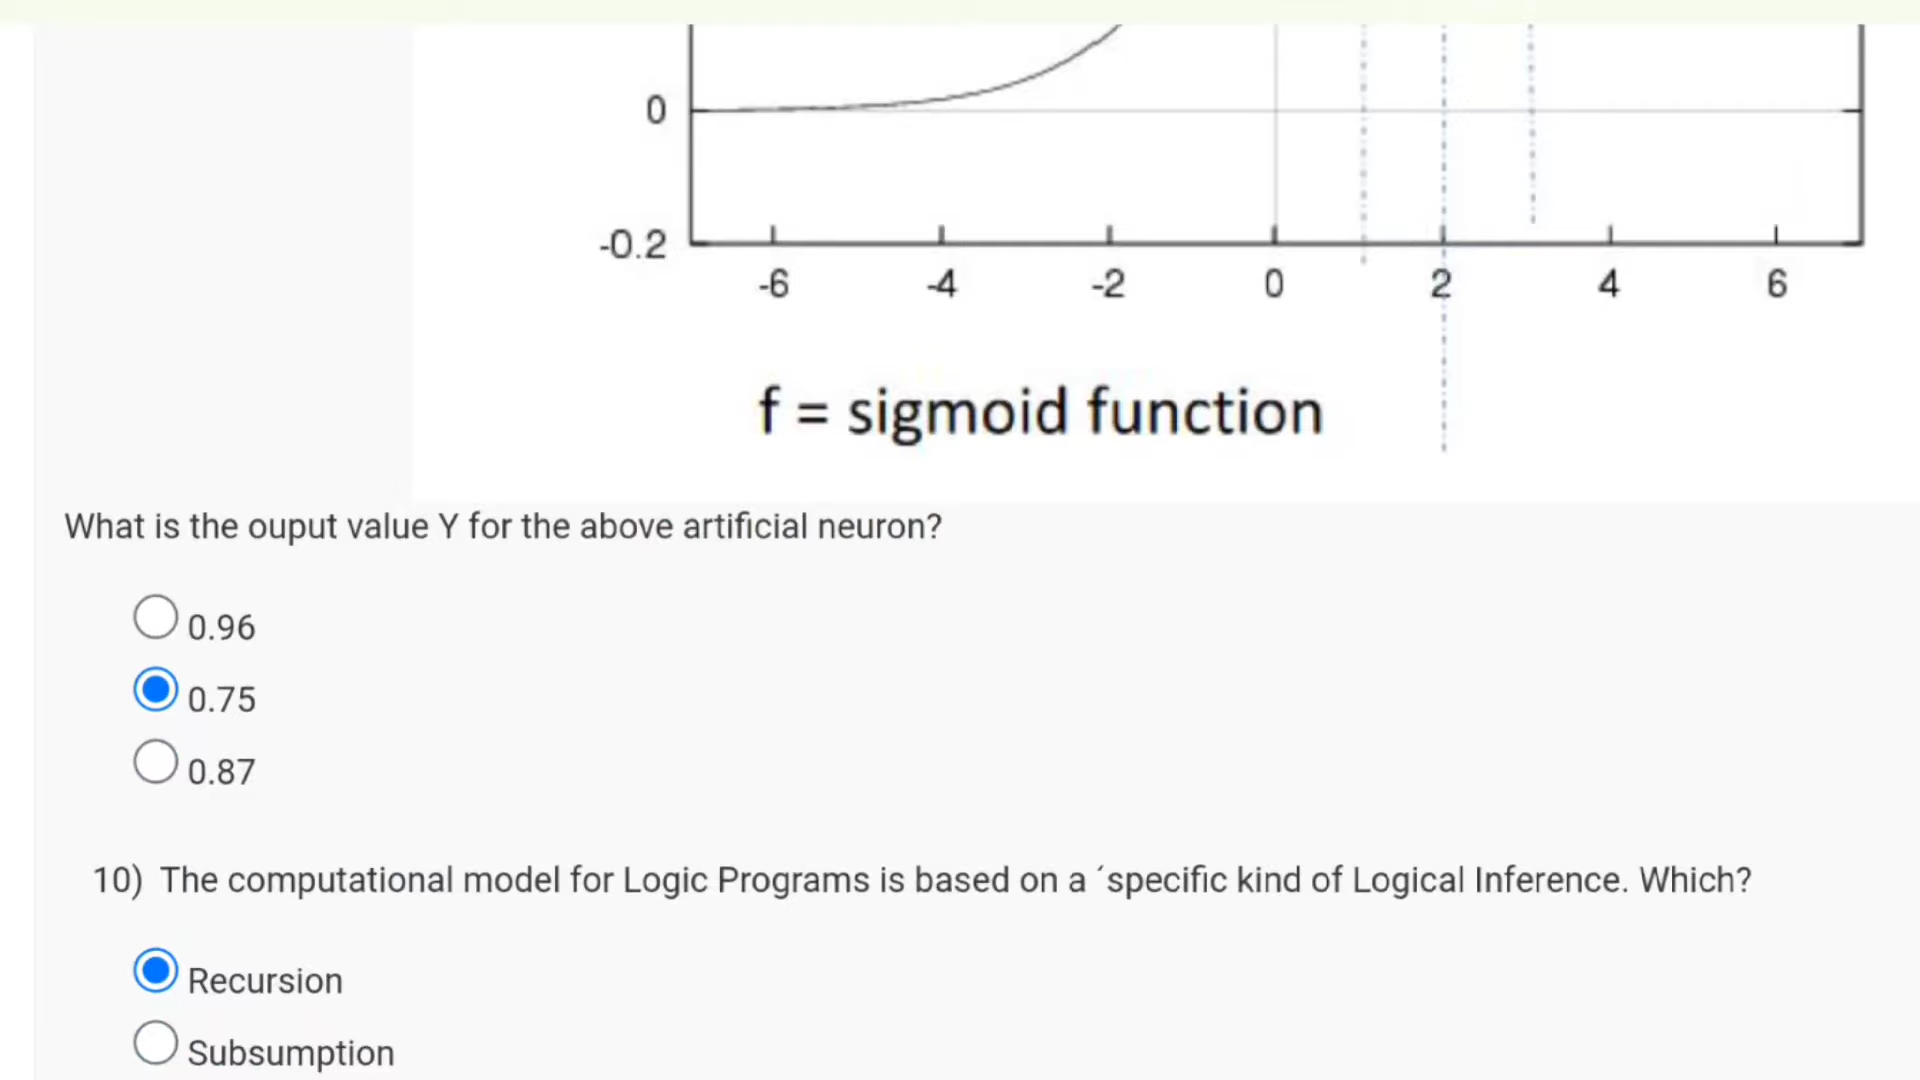 0
-0.2
-6 -4 -2 0 2 4 6
f = sigmoid function
What is the ouput value Y for the above artificial neuron?
0.96
0.75
0.87
10) The computational model for Logic Programs is based on a ´specific kind of Logical Inference. Which?
Recursion
Subsumption